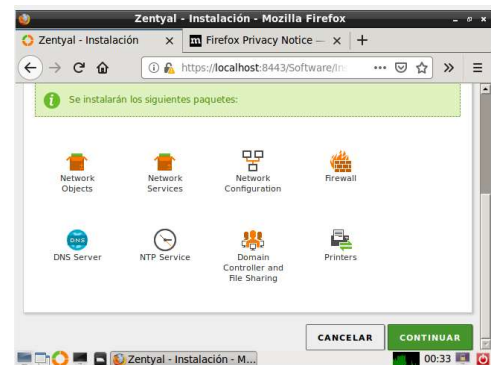 Zentyal - Instalación - Mozilla Firefox
Zentyal - Instalación
Firefox Privacy Notice —
https://localhost:8443/Software/In
Se instalarán los siguientes paquetes:
Network Objects
Network Services
Network Configuration
Firewall
DNS
DNS Server
NTP Service
Domain Controller and File Sharing
Printers
CANCELAR
CONTINUAR
Zentyal - Instalación - M...
00:33